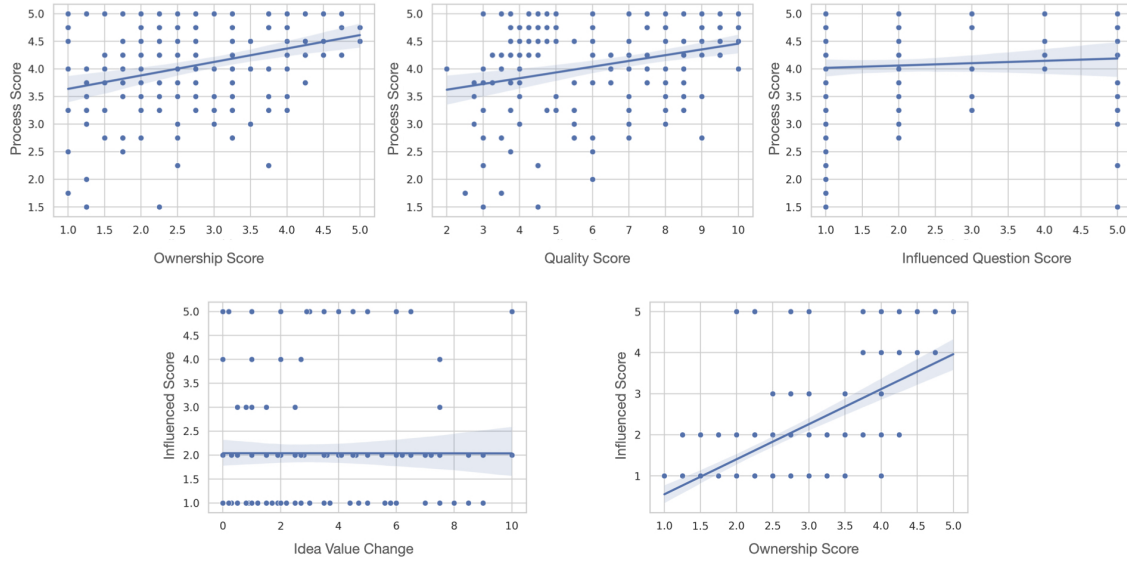 Process Score
5.0
4.5
4.0
3.5
3.0
2.5
2.0
1.5
1.0 1.5 2.0 2.5 3.0 3.5 4.0 4.5 5.0
Ownership Score
Process Score
5.0
4.5
4.0
3.5
3.0
2.5
2.0
1.5
2 3 4 5 6 7 8 9 10
Quality Score
Process Score
5.0
4.5
4.0
3.5
3.0
2.5
2.0
1.5
1.0 1.5 2.0 2.5 3.0 3.5 4.0 4.5 5.0
Influenced Question Score
Influenced Score
5.0
4.5
4.0
3.5
3.0
2.5
2.0
1.5
1.0
0 2 4 6 8 10
Idea Value Change
Influenced Score
5
4
3
2
1
1.0 1.5 2.0 2.5 3.0 3.5 4.0 4.5 5.0
Ownership Score